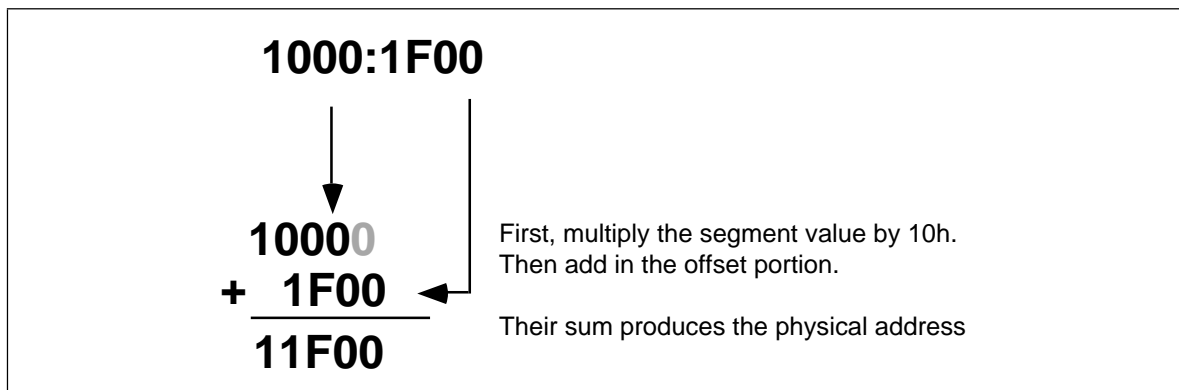 1000:1F00
10000
+ 1F00
11F00
First, multiply the segment value by 10h.
Then add in the offset portion.
Their sum produces the physical address